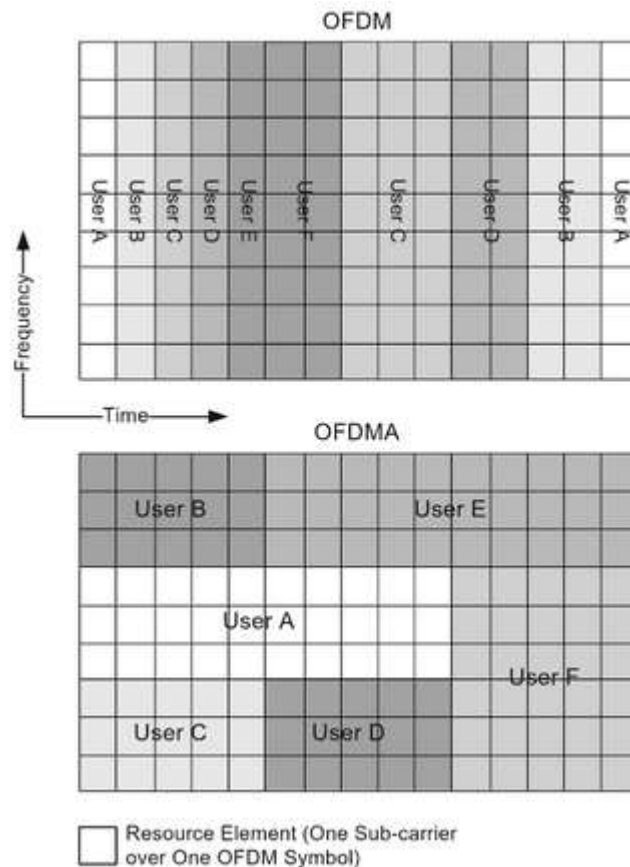 OFDM
User A
User B
User C
User D
User E
User F
User C
User D
User B
User A
Frequency
Time
OFDMA
User B
User E
User A
User F
User C
User D
Resource Element (One Sub-carrier
over One OFDM Symbol)